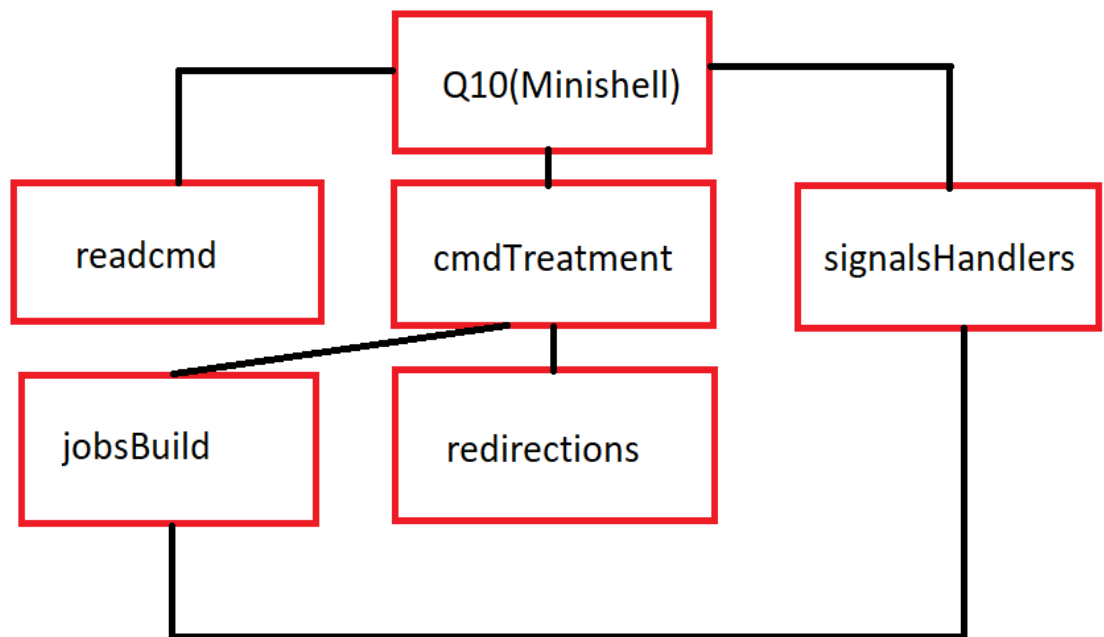 Q10(Minishell)
readcmd
cmdTreatment
signalsHandlers
jobsBuild
redirections